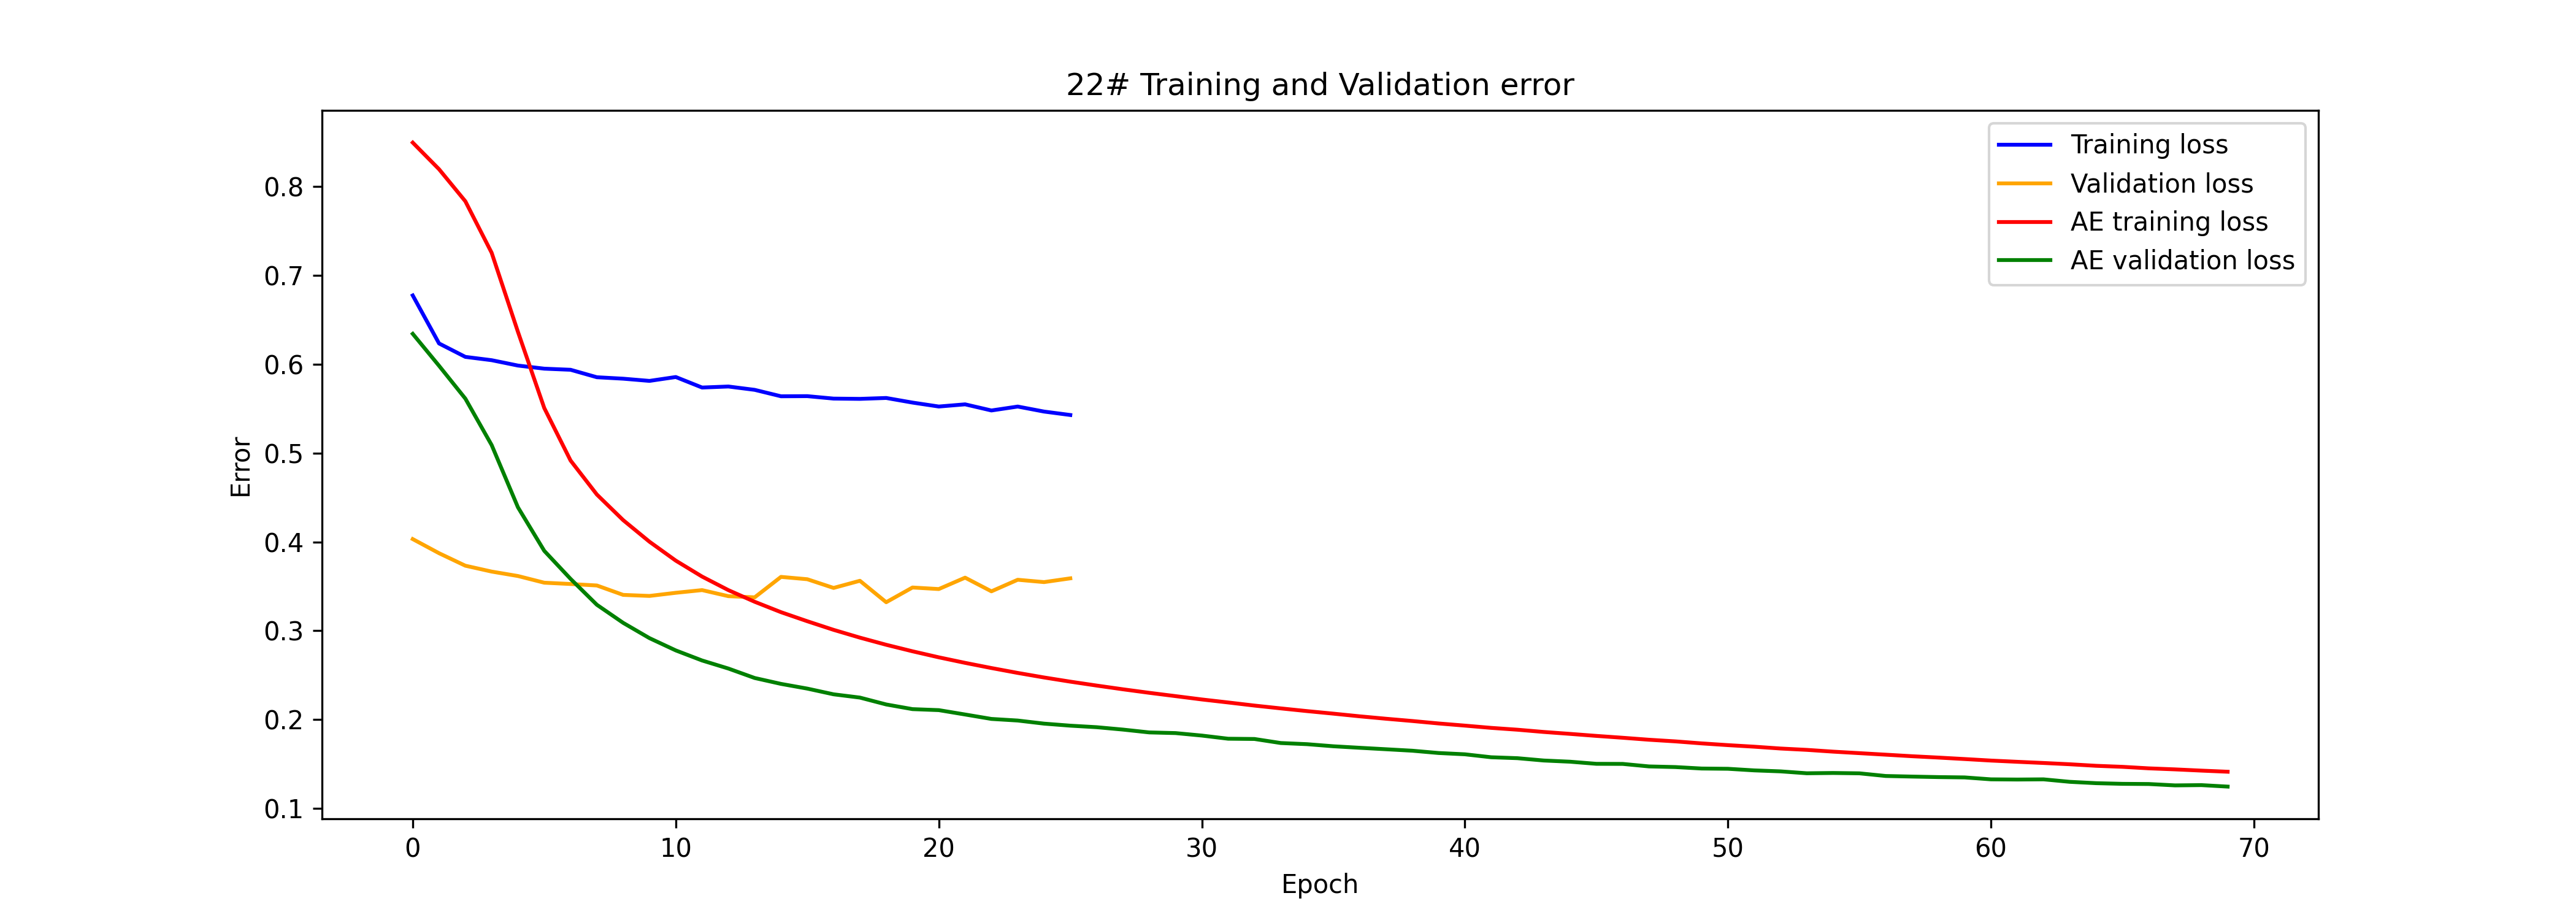 22# Training and Validation error
Training loss
Validation loss
AE training loss
AE validation loss
0.8
0.7
0.6
0.5
0.4
0.3
0.2
0.1
Error
0 10 20 30 40 50 60 70
Epoch